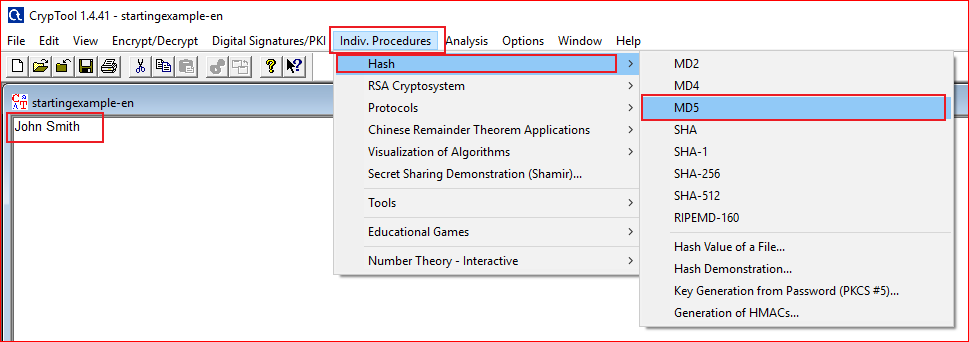 CrypTool 1.4.41 - startingexample-en
File Edit View Encrypt/Decrypt Digital Signatures/PKI Indiv. Procedures Analysis Options Window Help
startingexample-en
John Smith
Hash
RSA Cryptosystem
Protocols
Chinese Remainder Theorem Applications
Visualization of Algorithms
Secret Sharing Demonstration (Shamir)...
Tools
Educational Games
Number Theory - Interactive
MD2
MD4
MD5
SHA
SHA-1
SHA-256
SHA-512
RIPEMD-160
Hash Value of a File...
Hash Demonstration...
Key Generation from Password (PKCS #5)...
Generation of HMACs...